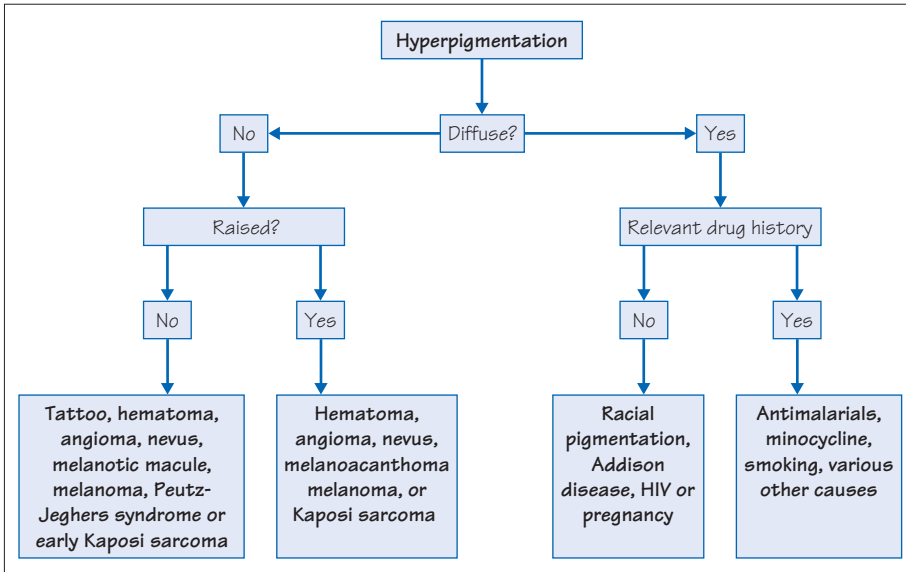 Hyperpigmentation
No
Diffuse?
Yes
Raised?
Relevant drug history
No
Yes
No
Yes
Tattoo, hematoma,
angioma, nevus,
melanotic macule,
melanoma, Peutz-
Jeghers syndrome or
early Kaposi sarcoma
Hematoma,
angioma, nevus,
melanoacanthoma
melanoma, or
Kaposi sarcoma
Racial
pigmentation,
Addison
disease, HIV or
pregnancy
Antimalarials,
minocycline,
smoking, various
other causes